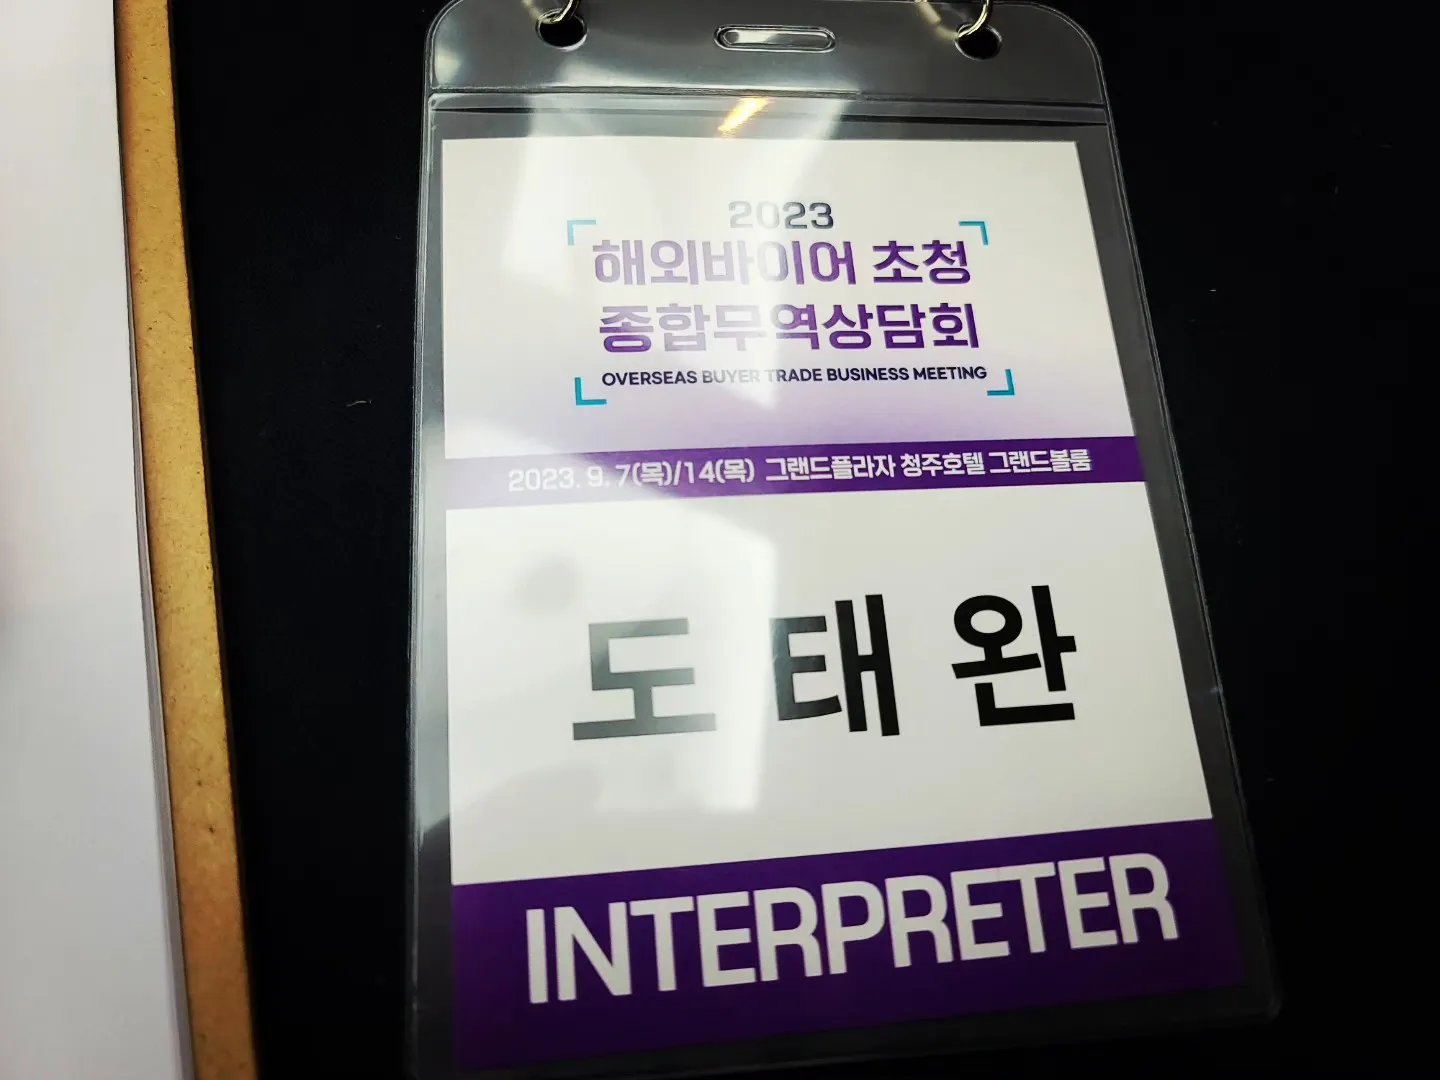 2023
해외바이어 초청
종합무역상담회
OVERSEAS BUYER TRADE BUSINESS MEETING
2023. 9. 7(목)/14(목) 그랜드플라자 청주호텔 그랜드볼룸
도 태 완
INTERPRETER